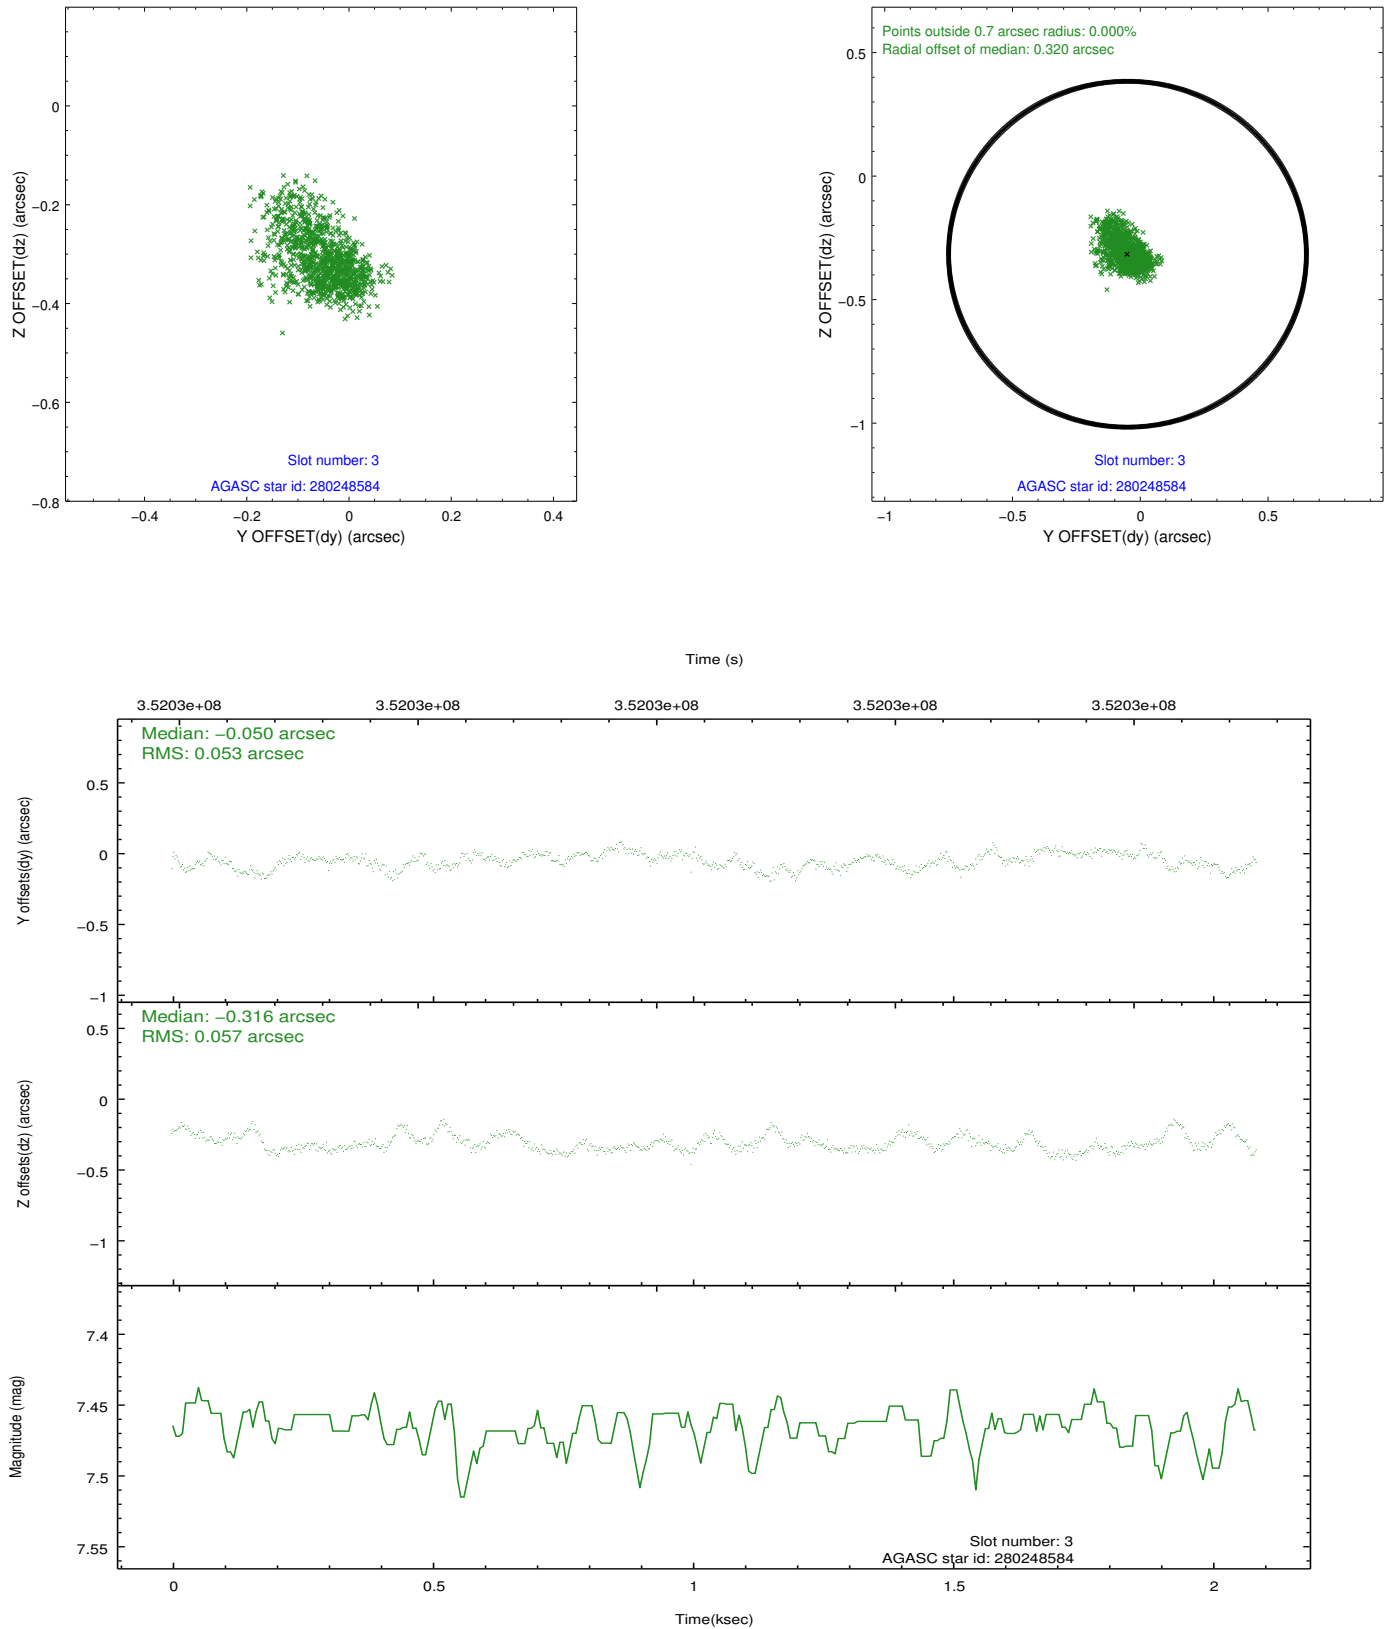 0
−0.2
−0.4
−0.6
−0.8
Z OFFSET(dz) (arcsec)
Slot number: 3
AGASC star id: 280248584
−0.4 −0.2 0 0.2 0.4
Y OFFSET(dy) (arcsec)
Points outside 0.7 arcsec radius: 0.000%
Radial offset of median: 0.320 arcsec
0.5
0
−0.5
−1
Z OFFSET(dz) (arcsec)
Slot number: 3
AGASC star id: 280248584
−1 −0.5 0 0.5
Y OFFSET(dy) (arcsec)
Time (s)
3.5203e+08 3.5203e+08 3.5203e+08 3.5203e+08 3.5203e+08
Median: −0.050 arcsec
RMS: 0.053 arcsec
0.5
0
−0.5
−1
Y offsets(dy) (arcsec)
Median: −0.316 arcsec
RMS: 0.057 arcsec
0.5
0
−0.5
−1
Z offsets(dz) (arcsec)
7.4
7.45
7.5
7.55
Magnitude (mag)
Slot number: 3
AGASC star id: 280248584
0 0.5 1 1.5 2
Time(ksec)